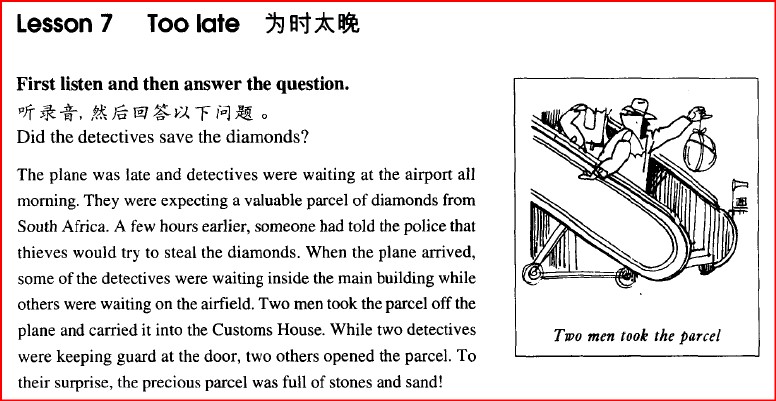 Lesson 7 Too late 为时太晚
First listen and then answer the question.
听录音，然后回答以下问题。
Did the detectives save the diamonds?
The plane was late and detectives were waiting at the airport all
morning. They were expecting a valuable parcel of diamonds from
South Africa. A few hours earlier, someone had told the police that
thieves would try to steal the diamonds. When the plane arrived,
some of the detectives were waiting inside the main building while
others were waiting on the airfield. Two men took the parcel off the
plane and carried it into the Customs House. While two detectives
were keeping guard at the door, two others opened the parcel. To
their surprise, the precious parcel was full of stones and sand!
Two men took the parcel